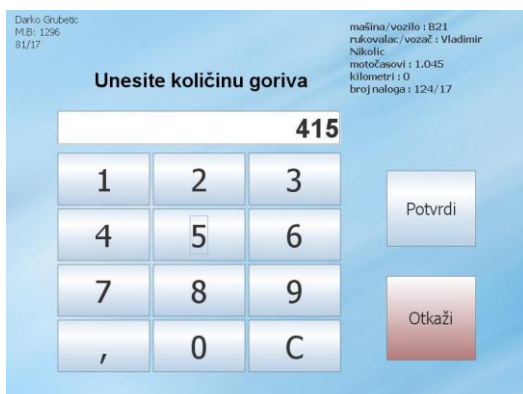 Darko Grubetic
M.B: 1296
81/17
mašina/vozilo : B21
rukovalac/vozač : Vladimir
Nikolic
motočasovi : 1.045
kilometri : 0
broj naloga : 124/17
Unesite količinu goriva
415
1 2 3
4 5 6
7 8 9
, 0 C
Potvrdi
Otkaži